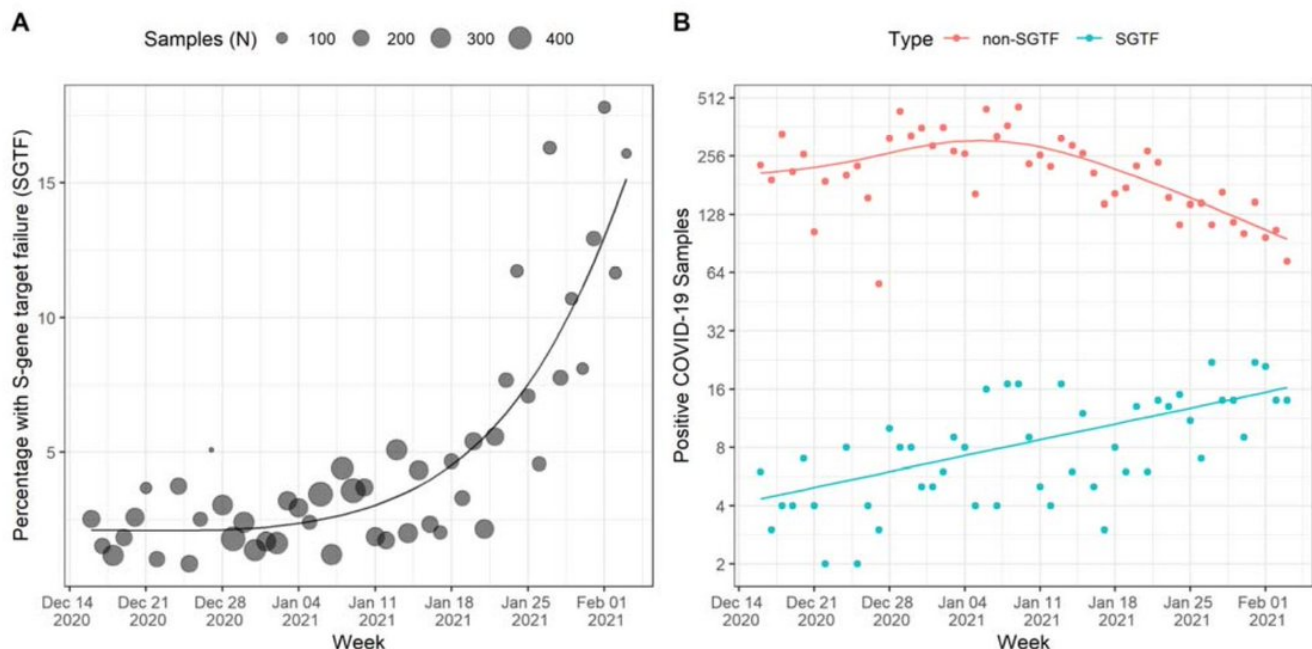 A
Samples (N) 100 200 300 400
Percentage with S-gene target failure (SGTF)
15
10
5
Dec 14 Dec 21 Dec 28 Jan 04 Jan 11 Jan 18 Jan 25 Feb 01
2020 2020 2020 2021 2021 2021 2021 2021
Week
B
Type non-SGTF SGTF
Positive COVID-19 Samples
512
256
128
64
32
16
8
4
2
Dec 14 Dec 21 Dec 28 Jan 04 Jan 11 Jan 18 Jan 25 Feb 01
2020 2020 2020 2021 2021 2021 2021 2021
Week